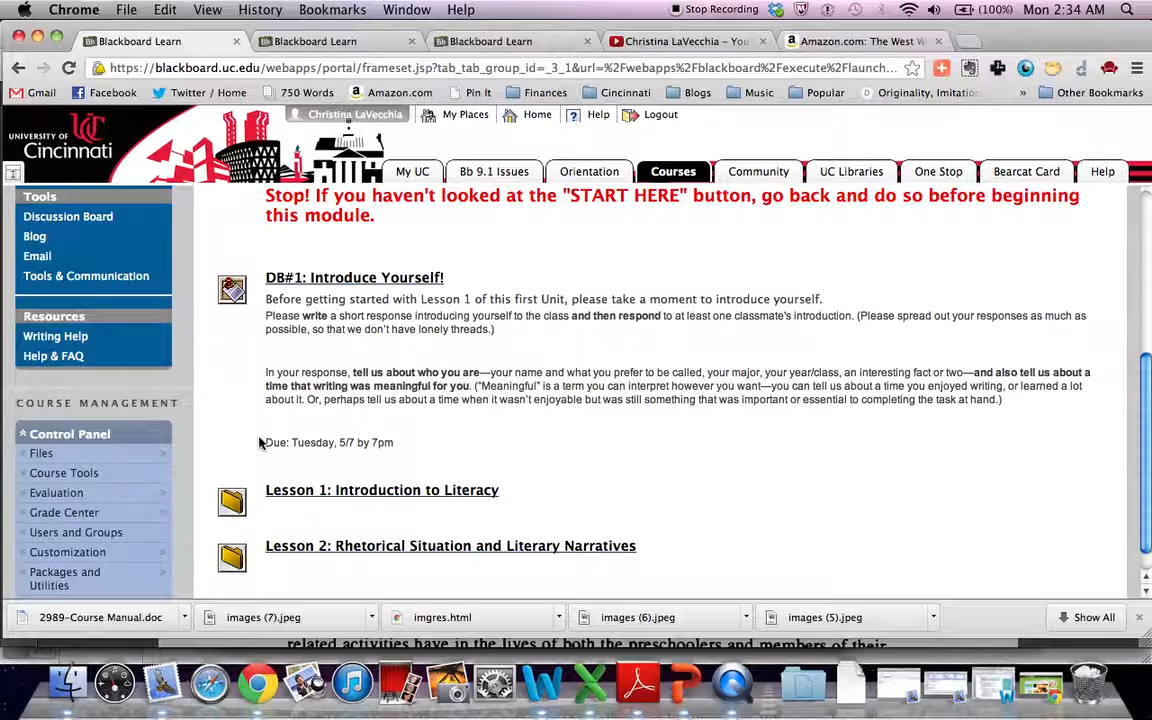 Chrome File Edit View History Bookmarks Window Help Stop Recording (100%) Mon 2:34 AM
Blackboard Learn Blackboard Learn Blackboard Learn Christina LaVecchia – You Amazon.com: The West W
https://blackboard.uc.edu/webapps/portal/frameset.jsp?tab_tab_group_id=_3_1&url=%2Fwebapps%2Fblackboard%2Fexecute%2Flaunch...
Gmail Facebook Twitter / Home 750 Words Amazon.com Pin It Finances Cincinnati Blogs Music Popular Originality, Imitatio » Other Bookmarks
Christina LaVecchia My Places Home Help Logout
UNIVERSITY OF
Cincinnati
My UC Bb 9.1 Issues Orientation Courses Community UC Libraries One Stop Bearcat Card Help
Tools
Discussion Board
Blog
Email
Tools & Communication
Resources
Writing Help
Help & FAQ
COURSE MANAGEMENT
Control Panel
Files
Course Tools
Evaluation
Grade Center
Users and Groups
Customization
Packages and
Utilities
Stop! If you haven't looked at the "START HERE" button, go back and do so before beginning
this module.
DB#1: Introduce Yourself!
Before getting started with Lesson 1 of this first Unit, please take a moment to introduce yourself.
Please write a short response introducing yourself to the class and then respond to at least one classmate's introduction. (Please spread out your responses as much as
possible, so that we don't have lonely threads.)
In your response, tell us about who you are—your name and what you prefer to be called, your major, your year/class, an interesting fact or two—and also tell us about a
time that writing was meaningful for you. ("Meaningful" is a term you can interpret however you want—you can tell us about a time you enjoyed writing, or learned a lot
about it. Or, perhaps tell us about a time when it wasn't enjoyable but was still something that was important or essential to completing the task at hand.)
Due: Tuesday, 5/7 by 7pm
Lesson 1: Introduction to Literacy
Lesson 2: Rhetorical Situation and Literary Narratives
2989-Course Manual.doc images (7).jpeg imgres.html images (6).jpeg images (5).jpeg Show All
related activities have in the lives of both the preschoolers and members of their